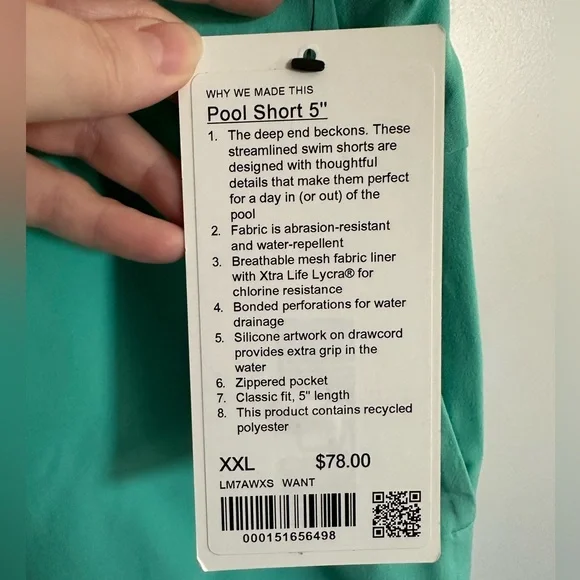 WHY WE MADE THIS
Pool Short 5"
1. The deep end beckons. These
streamlined swim shorts are
designed with thoughtful
details that make them perfect
for a day in (or out) of the
pool
2. Fabric is abrasion-resistant
and water-repellent
3. Breathable mesh fabric liner
with Xtra Life Lycra® for
chlorine resistance
4. Bonded perforations for water
drainage
5. Silicone artwork on drawcord
provides extra grip in the
water
6. Zippered pocket
7. Classic fit, 5" length
8. This product contains recycled
polyester
XXL $78.00
LM7AWXS WANT
000151656498